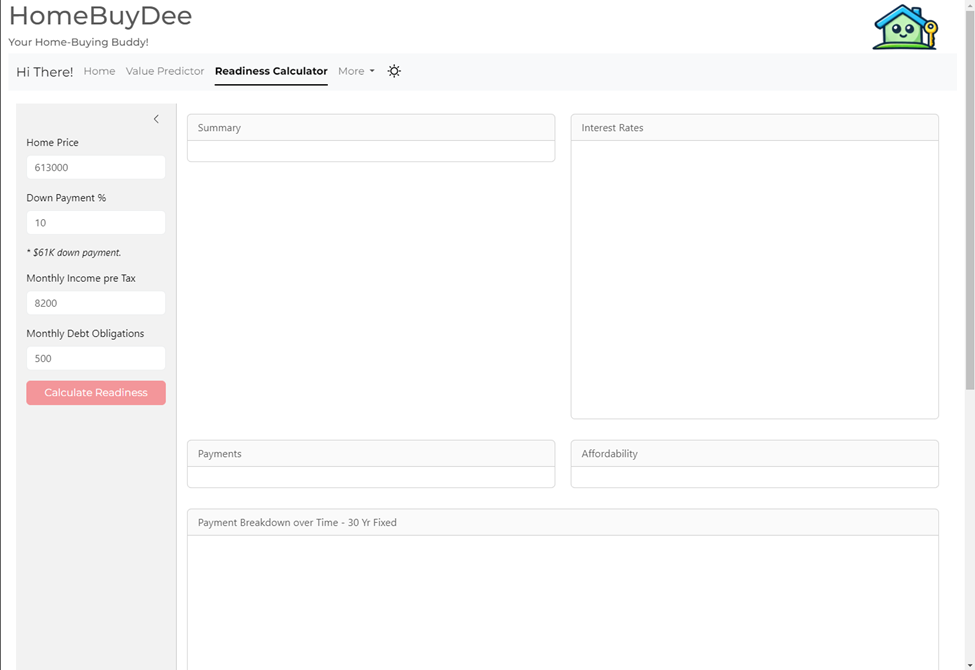 HomeBuyDee
Your Home-Buying Buddy!
Hi There! Home Value Predictor Readiness Calculator More
Home Price
613000
Down Payment %
10
* $61K down payment.
Monthly Income pre Tax
8200
Monthly Debt Obligations
500
Calculate Readiness
Summary
Interest Rates
Payments
Affordability
Payment Breakdown over Time - 30 Yr Fixed